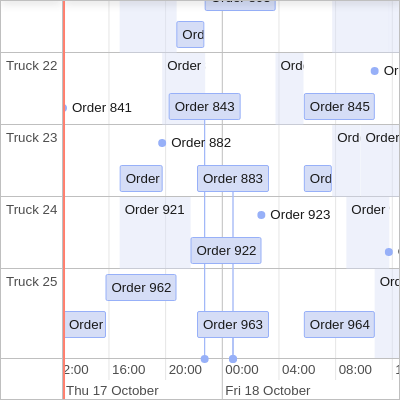 Ord
Truck 22
Order
Ord
Or
Order 841
Order 843
Order 845
Truck 23
Ord
Order
Order 882
Order
Order 883
Ord
Truck 24
Order 921
Order
Order 923
Order 922
Truck 25
Ord
Order 962
Order
Order 963
Order 964
2:00 16:00 20:00 00:00 04:00 08:00 1
Thu 17 October Fri 18 October